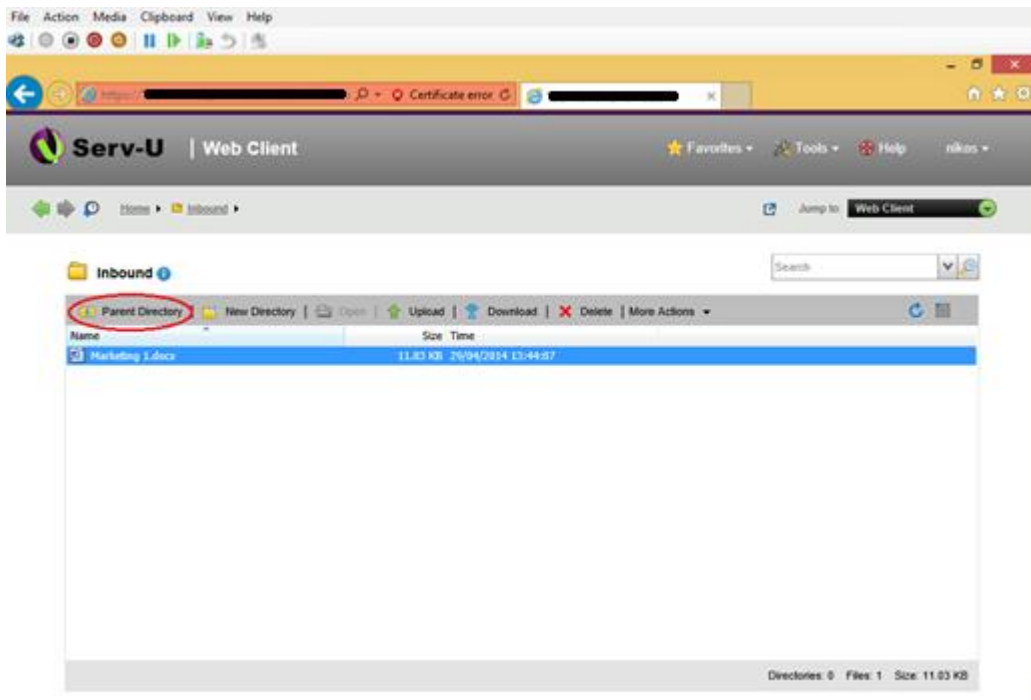 File Action Media Clipboard View Help
https:// Certificate error
Serv-U | Web Client Favorites Tools Help nikos
Home Inbound Jump to: Web Client
Inbound Search
Parent Directory | New Directory | Open | Upload | Download | Delete | More Actions
Name Size Time
Marketing 1.docx 11.03 KB 29/04/2014 13:44:07
Directories: 0 Files: 1 Size: 11.03 KB